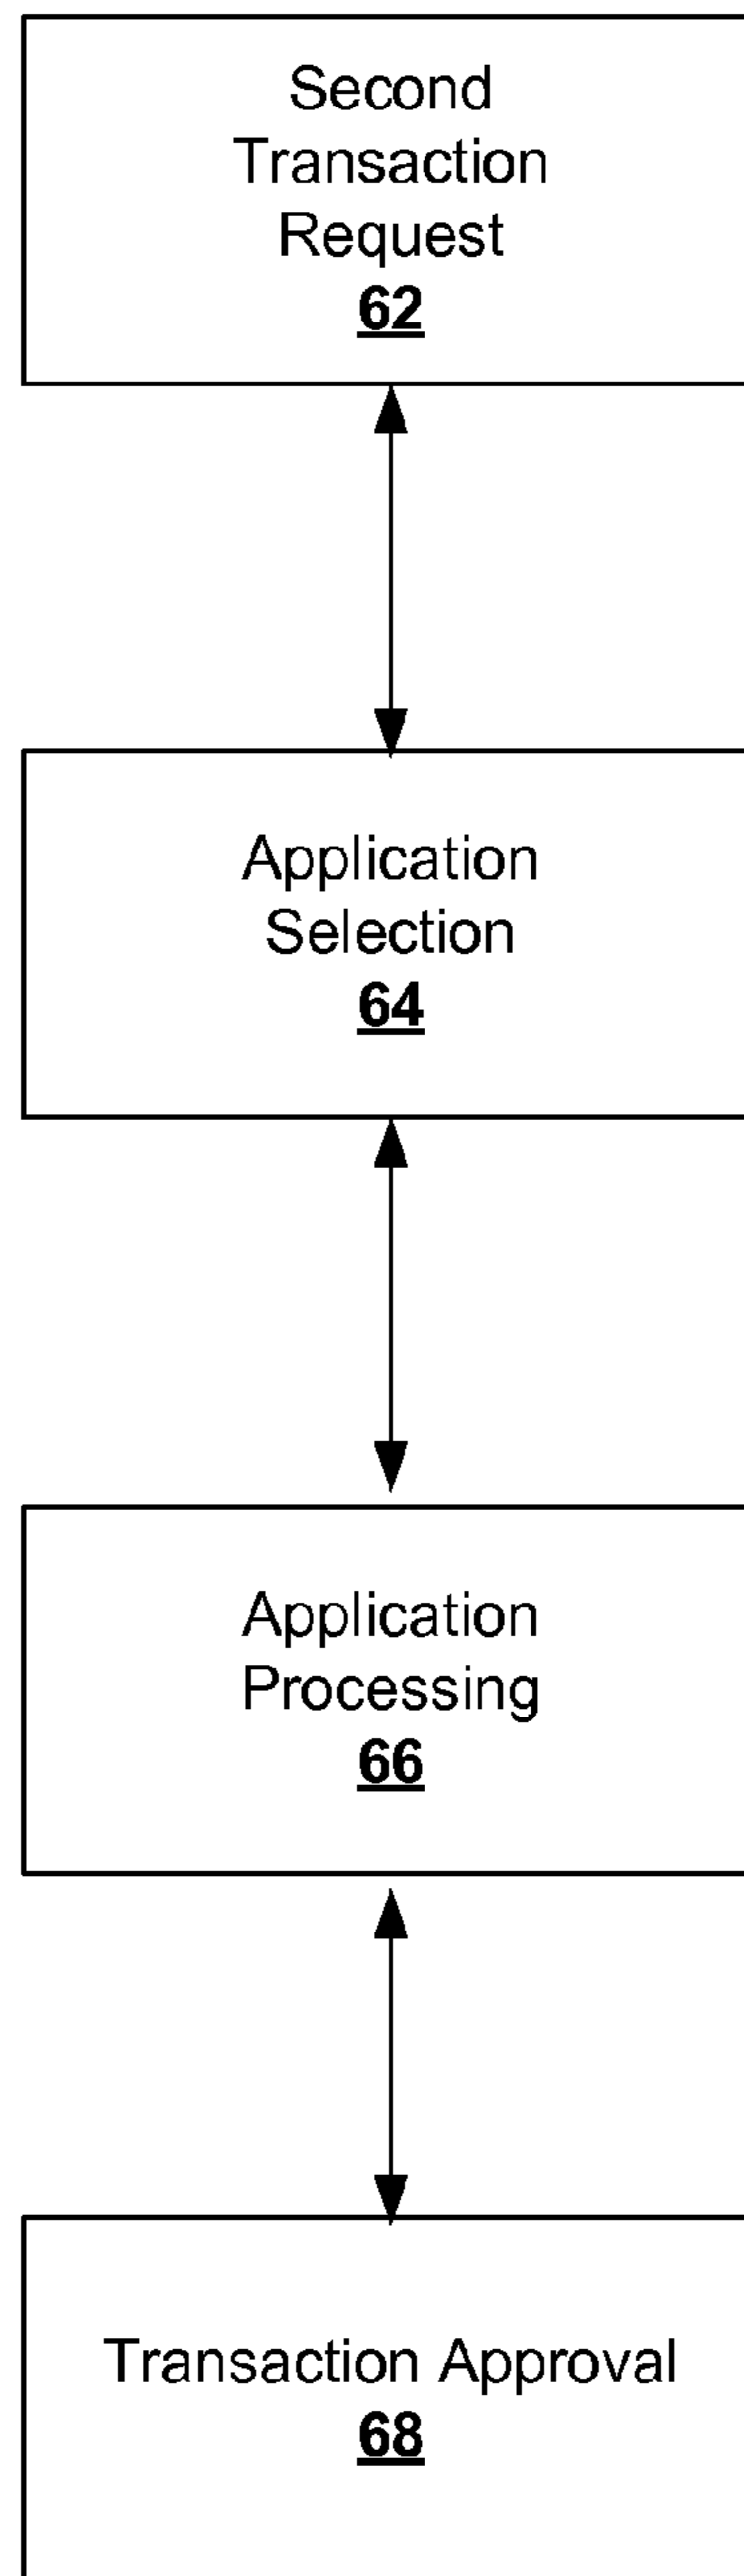 Second
Transaction
Request
62
Application
Selection
64
Application
Processing
66
Transaction Approval
68